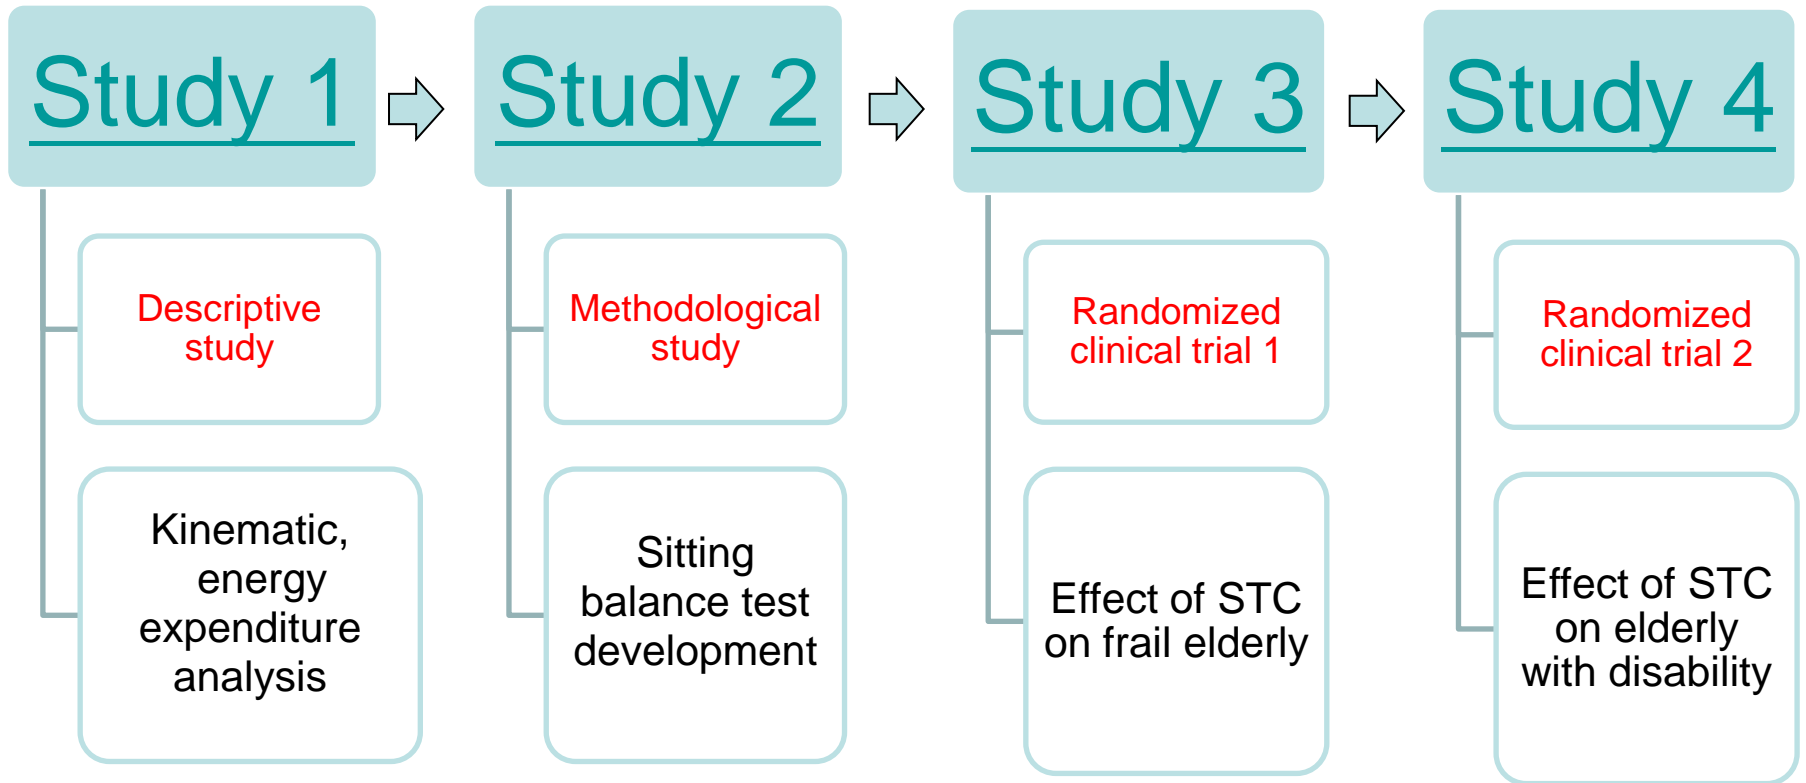 Study 1
Study 2
Study 3
Study 4
Descriptive
study
Methodological
study
Randomized
clinical trial 1
Randomized
clinical trial 2
Kinematic,
energy
expenditure
analysis
Sitting
balance test
development
Effect of STC
on frail elderly
Effect of STC
on elderly
with disability